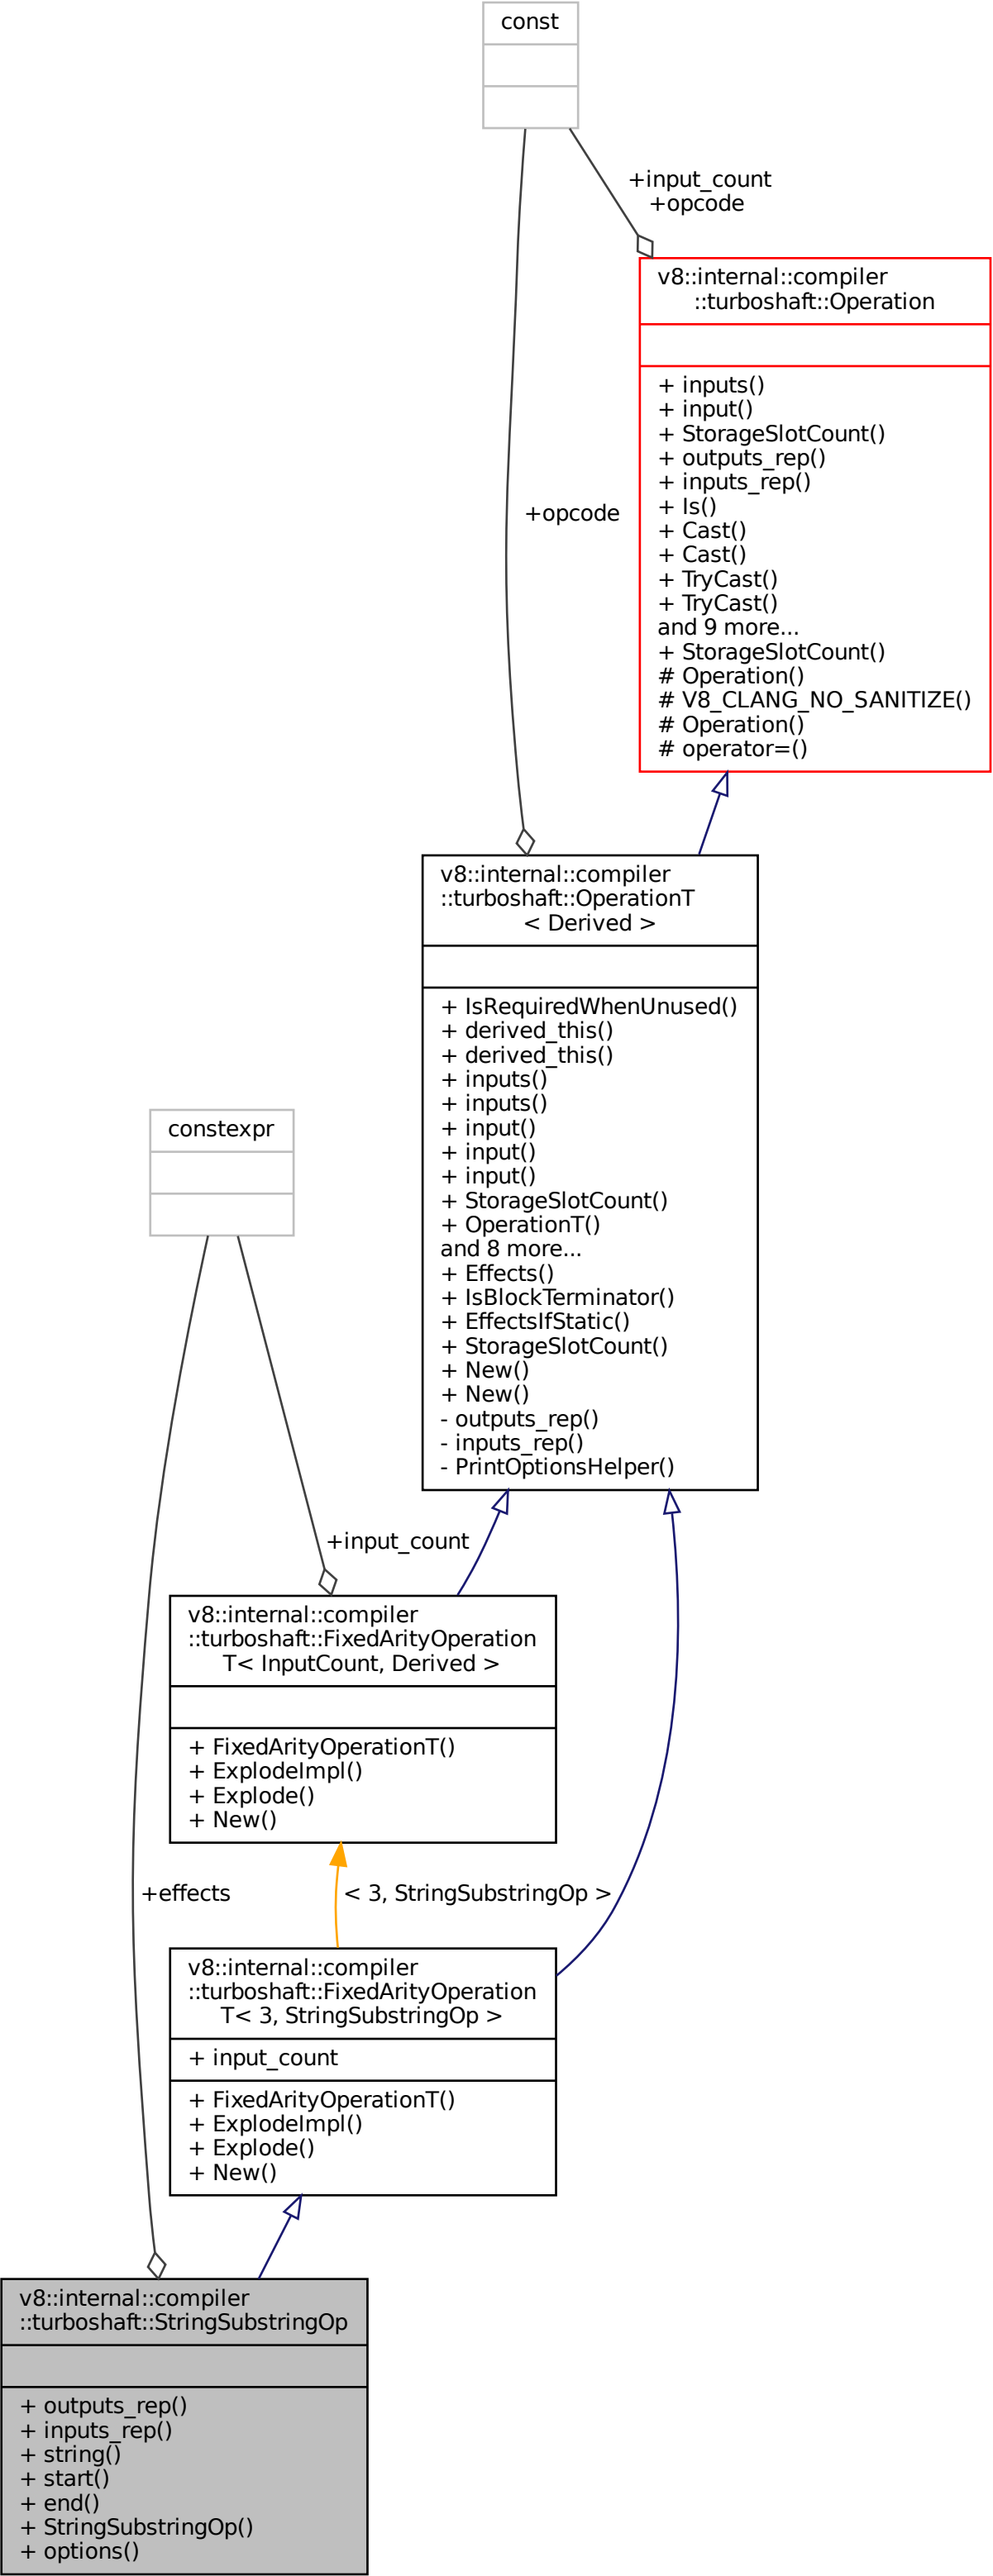 const
+input_count
+opcode
v8::internal::compiler
::turboshaft::Operation
+ inputs()
+ input()
+ StorageSlotCount()
+ outputs_rep()
+ inputs_rep()
+ Is()
+ Cast()
+ Cast()
+ TryCast()
+ TryCast()
and 9 more...
+ StorageSlotCount()
# Operation()
# V8_CLANG_NO_SANITIZE()
# Operation()
# operator=()
+opcode
v8::internal::compiler
::turboshaft::OperationT
< Derived >
+ IsRequiredWhenUnused()
+ derived_this()
+ derived_this()
+ inputs()
+ inputs()
+ input()
+ input()
+ input()
+ StorageSlotCount()
+ OperationT()
and 8 more...
+ Effects()
+ IsBlockTerminator()
+ EffectsIfStatic()
+ StorageSlotCount()
+ New()
+ New()
- outputs_rep()
- inputs_rep()
- PrintOptionsHelper()
constexpr
+input_count
v8::internal::compiler
::turboshaft::FixedArityOperation
T< InputCount, Derived >
+ FixedArityOperationT()
+ ExplodeImpl()
+ Explode()
+ New()
+effects
< 3, StringSubstringOp >
v8::internal::compiler
::turboshaft::FixedArityOperation
T< 3, StringSubstringOp >
+ input_count
+ FixedArityOperationT()
+ ExplodeImpl()
+ Explode()
+ New()
v8::internal::compiler
::turboshaft::StringSubstringOp
+ outputs_rep()
+ inputs_rep()
+ string()
+ start()
+ end()
+ StringSubstringOp()
+ options()